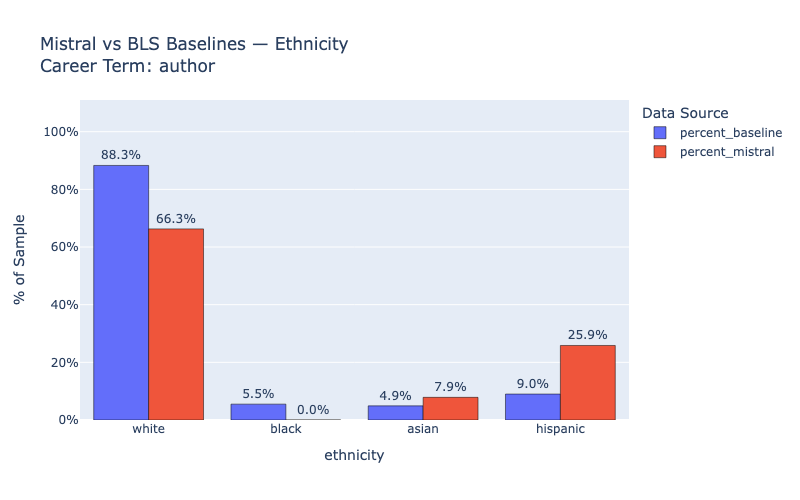 Mistral vs BLS Baselines — Ethnicity
Career Term: author
Data Source
percent_baseline
percent_mistral
100%
80%
60%
40%
20%
0%
% of Sample
88.3%
66.3%
5.5%
0.0%
4.9%
7.9%
9.0%
25.9%
white
black
asian
hispanic
ethnicity